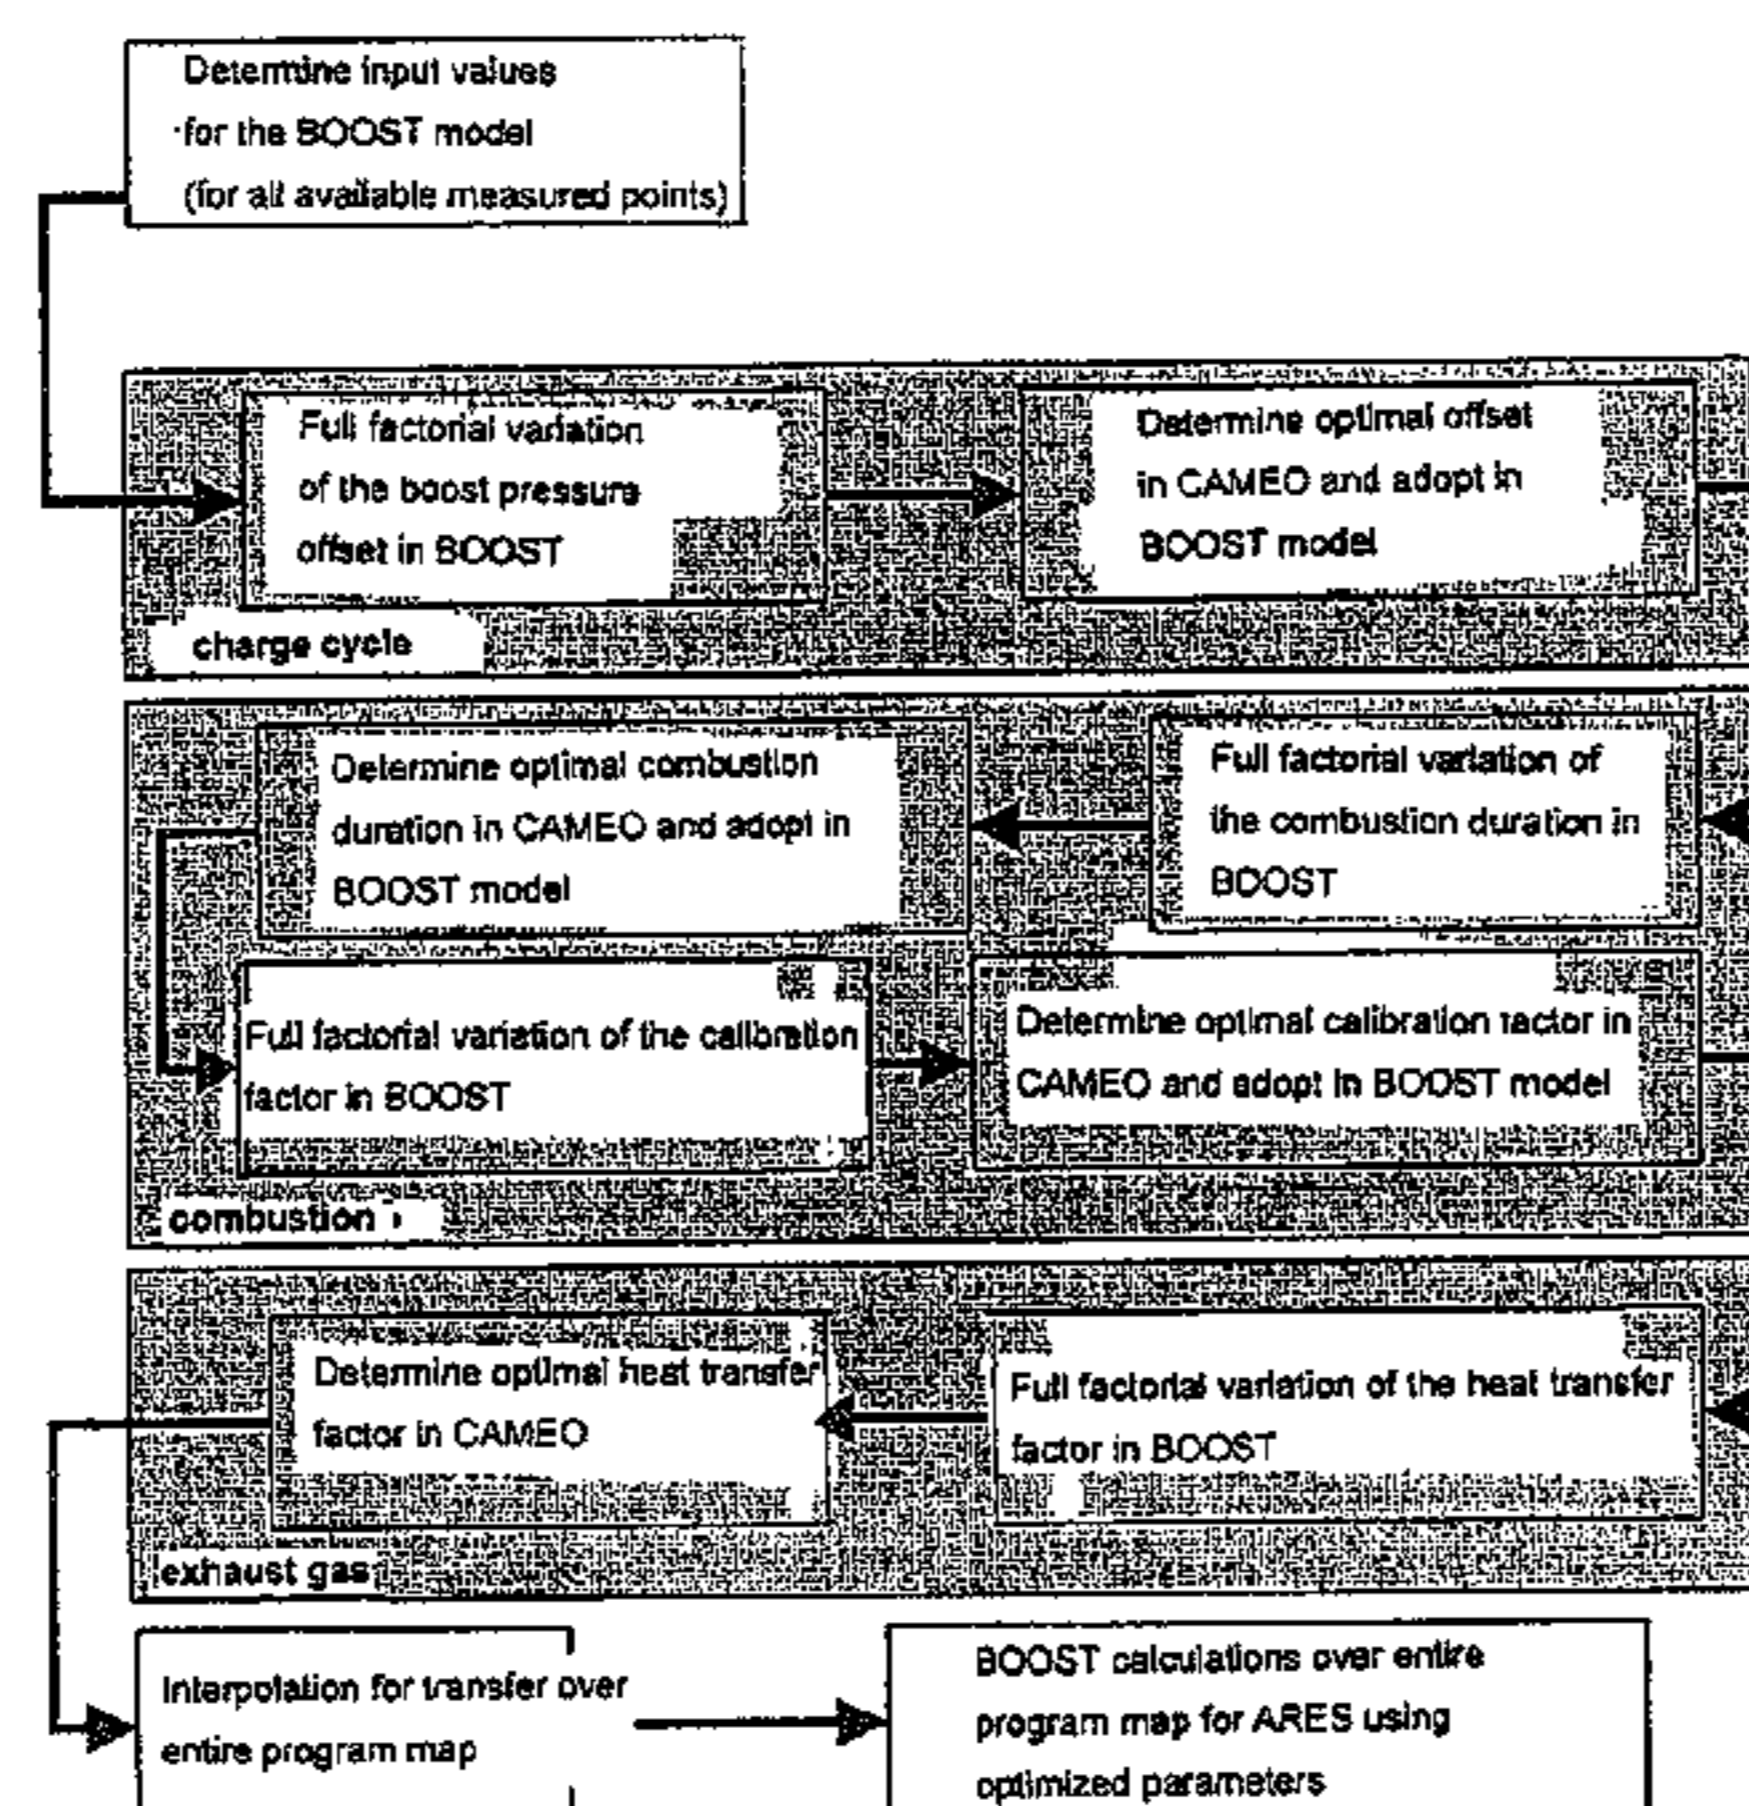 Determine input values
for the BOOST model
(for all available measured points)
Full factorial variation
of the boost pressure
offset in BOOST
Determine optimal offset
in CAMEO and adopt in
BOOST model
charge cycle
Determine optimal combustion
duration in CAMEO and adopt in
BOOST model
Full factorial variation of
the combustion duration in
BOOST
Full factorial variation of the calibration
factor in BOOST
Determine optimal calibration factor in
CAMEO and adopt in BOOST model
combustion
Determine optimal heat transfer
factor in CAMEO
Full factorial variation of the heat transfer
factor in BOOST
exhaust gas
Interpolation for transfer over
entire program map
BOOST calculations over entire
program map for ARES using
optimized parameters